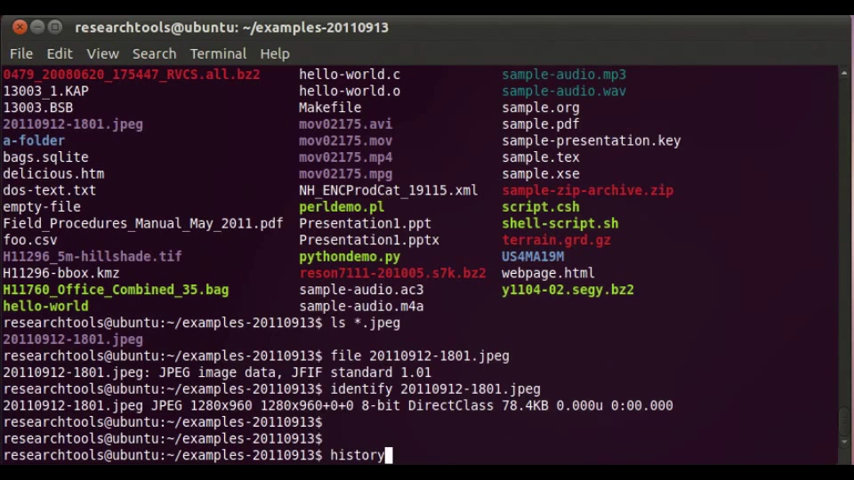 researchtools@ubuntu: ~/examples-20110913
File Edit View Search Terminal Help
0479_20080620_175447_RVCS.all.bz2 hello-world.c sample-audio.mp3
13003_1.KAP hello-world.o sample-audio.wav
13003.BSB Makefile sample.org
20110912-1801.jpeg mov02175.avi sample.pdf
a-folder mov02175.mov sample-presentation.key
bags.sqlite mov02175.mp4 sample.tex
delicious.htm mov02175.mpg sample.xse
dos-text.txt NH_ENCProdCat_19115.xml sample-zip-archive.zip
empty-file perldemo.pl script.csh
Field_Procedures_Manual_May_2011.pdf Presentation1.ppt shell-script.sh
foo.csv Presentation1.pptx terrain.grd.gz
H11296_5m-hillshade.tif pythondemo.py US4MA19M
H11296-bbox.kmz reson7111-201005.s7k.bz2 webpage.html
H11760_Office_Combined_35.bag sample-audio.ac3 y1104-02.segy.bz2
hello-world sample-audio.m4a
researchtools@ubuntu:~/examples-20110913$ ls *.jpeg
20110912-1801.jpeg
researchtools@ubuntu:~/examples-20110913$ file 20110912-1801.jpeg
20110912-1801.jpeg: JPEG image data, JFIF standard 1.01
researchtools@ubuntu:~/examples-20110913$ identify 20110912-1801.jpeg
20110912-1801.jpeg JPEG 1280x960 1280x960+0+0 8-bit DirectClass 78.4KB 0.000u 0:00.000
researchtools@ubuntu:~/examples-20110913$
researchtools@ubuntu:~/examples-20110913$
researchtools@ubuntu:~/examples-20110913$ history